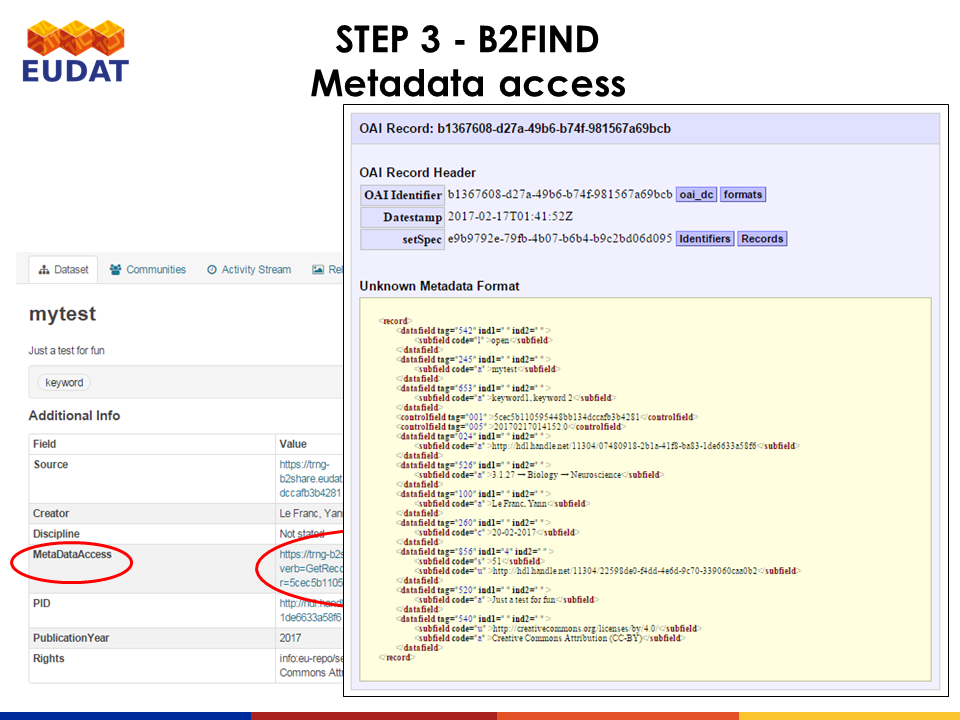 EUDAT
STEP 3 - B2FIND
Metadata access
Dataset Communities Activity Stream
mytest
Just a test for fun
keyword
Additional Info
Field Value
Source https://trng-
b2share.eudat
dccafb3b4281
Creator Le Franc, Yan
Discipline Not stated
MetaDataAccess https://trng-b2s
verb=GetReco
r=5cec5b1105
PID http://hdl.handl
1de6633a58f6
PublicationYear 2017
Rights info:eu-repo/se
Commons Att
OAI Record: b1367608-d27a-49b6-b74f-981567a69bcb
OAI Record Header
OAI Identifier b1367608-d27a-49b6-b74f-981567a69bcb oai_dc formats
Datestamp 2017-02-17T01:41:52Z
setSpec e9b9792e-79fb-4b07-b6b4-b9c2bd06d095 Identifiers Records
Unknown Metadata Format
<record>
<datafield tag="542" ind1=" " ind2=" ">
<subfield code="l">open</subfield>
</datafield>
<datafield tag="245" ind1=" " ind2=" ">
<subfield code="a">mytest</subfield>
</datafield>
<datafield tag="653" ind1=" " ind2=" ">
<subfield code="a">keyword1, keyword 2</subfield>
</datafield>
<controlfield tag="001">5cec5b110595448bb134dccafb3b4281</controlfield>
<controlfield tag="005">20170217014152.0</controlfield>
<datafield tag="024" ind1=" " ind2=" ">
<subfield code="a">http://hdl.handle.net/11304/07480918-2b1a-41f8-ba83-1de6633a58f6</subfield>
</datafield>
<datafield tag="526" ind1=" " ind2=" ">
<subfield code="a">3.1.27 → Biology → Neuroscience</subfield>
</datafield>
<datafield tag="100" ind1=" " ind2=" ">
<subfield code="a">Le Franc, Yann</subfield>
</datafield>
<datafield tag="260" ind1=" " ind2=" ">
<subfield code="c">20-02-2017</subfield>
</datafield>
<datafield tag="856" ind1="4" ind2=" ">
<subfield code="s">51</subfield>
<subfield code="u">http://hdl.handle.net/11304/22598de0-f4dd-4e6d-9c70-339060caa0b2</subfield>
</datafield>
<datafield tag="520" ind1=" " ind2=" ">
<subfield code="a">Just a test for fun</subfield>
</datafield>
<datafield tag="540" ind1=" " ind2=" ">
<subfield code="u">http://creativecommons.org/licenses/by/4.0/</subfield>
<subfield code="a">Creative Commons Attribution (CC-BY)</subfield>
</datafield>
</record>